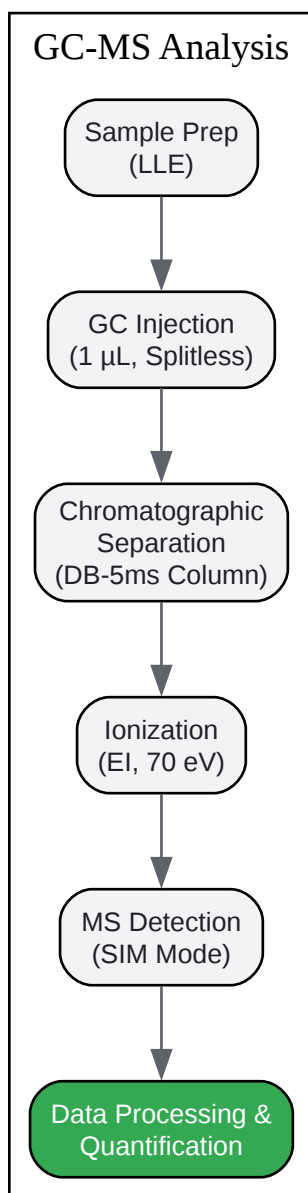 GC-MS Analysis
Sample Prep
(LLE)
GC Injection
(1 µL, Splitless)
Chromatographic
Separation
(DB-5ms Column)
Ionization
(EI, 70 eV)
MS Detection
(SIM Mode)
Data Processing &
Quantification